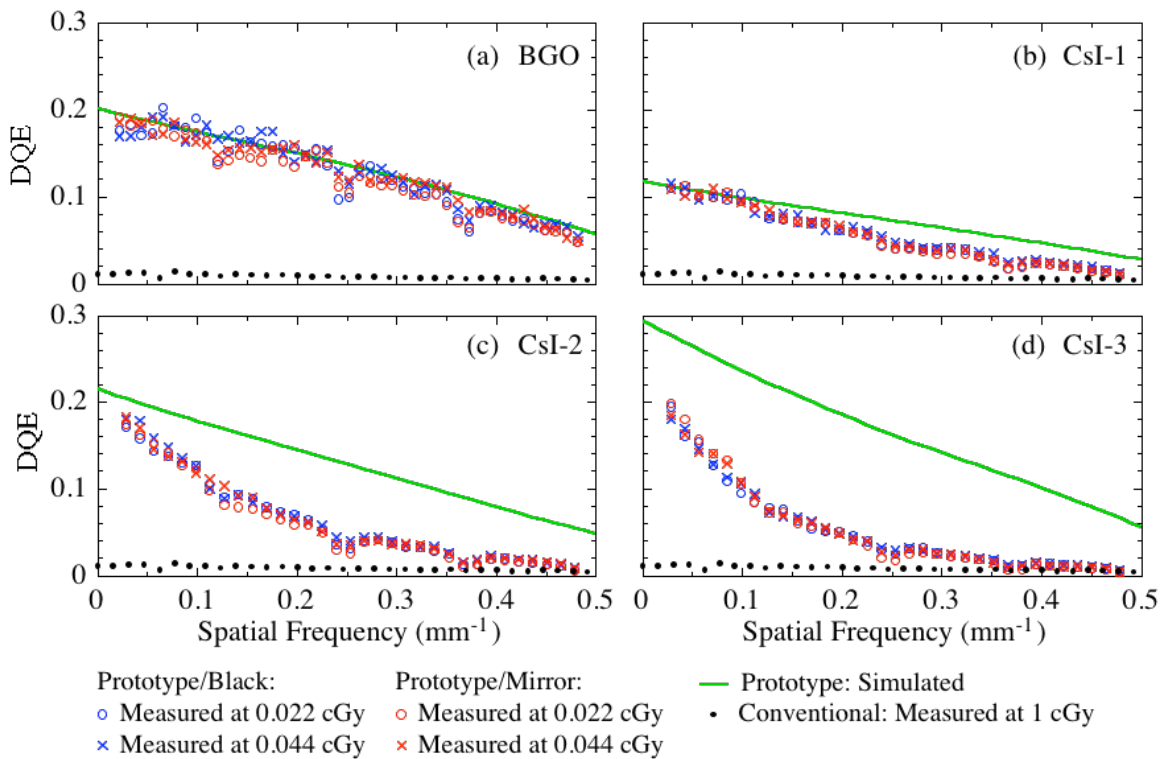 0.3
(a) BGO
(b) CsI-1
0.2
DQE
0.1
0
0.3
(c) CsI-2
(d) CsI-3
0.2
DQE
0.1
0
0 0.1 0.2 0.3 0.4 0.5 0.1 0.2 0.3 0.4 0.5
Spatial Frequency (mm⁻¹) Spatial Frequency (mm⁻¹)
Prototype/Black: Prototype/Mirror: Prototype: Simulated
Measured at 0.022 cGy Measured at 0.022 cGy Conventional: Measured at 1 cGy
Measured at 0.044 cGy Measured at 0.044 cGy